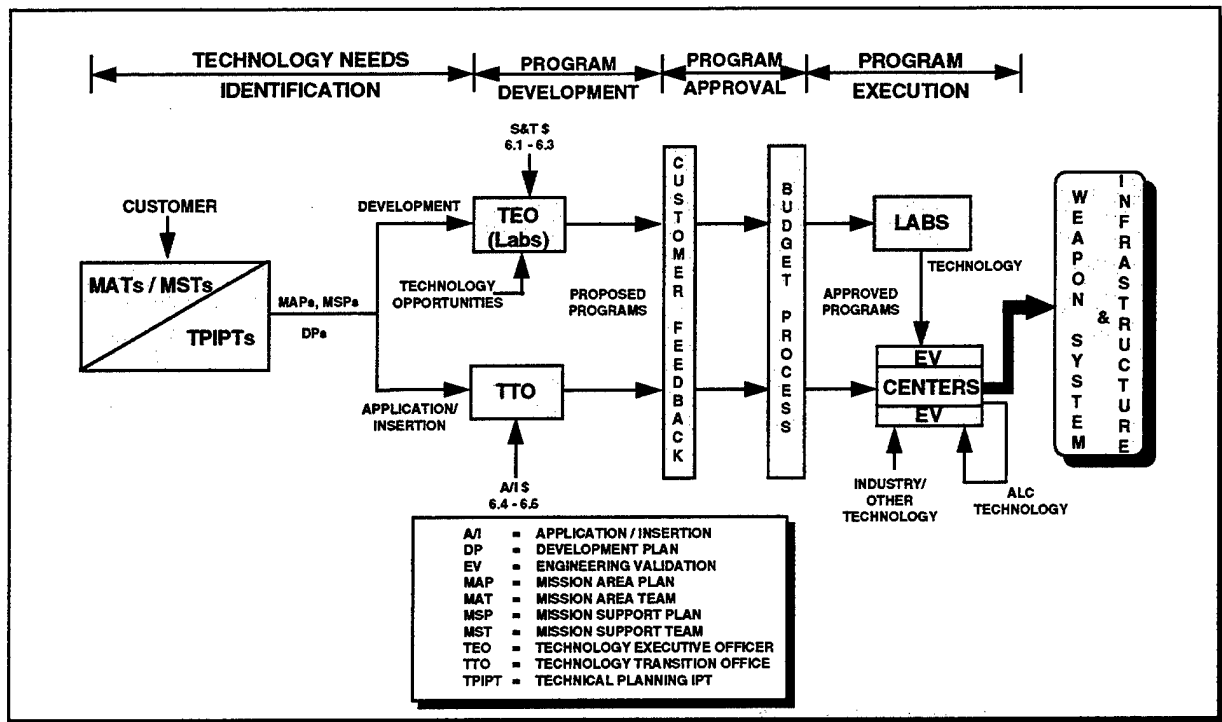 TECHNOLOGY NEEDS
IDENTIFICATION
PROGRAM
DEVELOPMENT
PROGRAM
APPROVAL
PROGRAM
EXECUTION
S&T $
6.1 - 6.3
CUSTOMER
MATs / MSTs
TPIPTs
MAPs, MSPs
DPs
DEVELOPMENT
TEO
(Labs)
TECHNOLOGY
OPPORTUNITIES
APPLICATION/
INSERTION
TTO
A/I $
6.4 - 6.5
PROPOSED
PROGRAMS
CUSTOMER FEEDBACK
BUDGET PROCESS
APPROVED
PROGRAMS
LABS
TECHNOLOGY
EV
CENTERS
EV
INDUSTRY/
OTHER
TECHNOLOGY
ALC
TECHNOLOGY
WEAPON SYSTEM
&
INFRASTRUCTURE
A/I = APPLICATION / INSERTION
DP = DEVELOPMENT PLAN
EV = ENGINEERING VALIDATION
MAP = MISSION AREA PLAN
MAT = MISSION AREA TEAM
MSP = MISSION SUPPORT PLAN
MST = MISSION SUPPORT TEAM
TEO = TECHNOLOGY EXECUTIVE OFFICER
TTO = TECHNOLOGY TRANSITION OFFICE
TPIPT = TECHNICAL PLANNING IPT